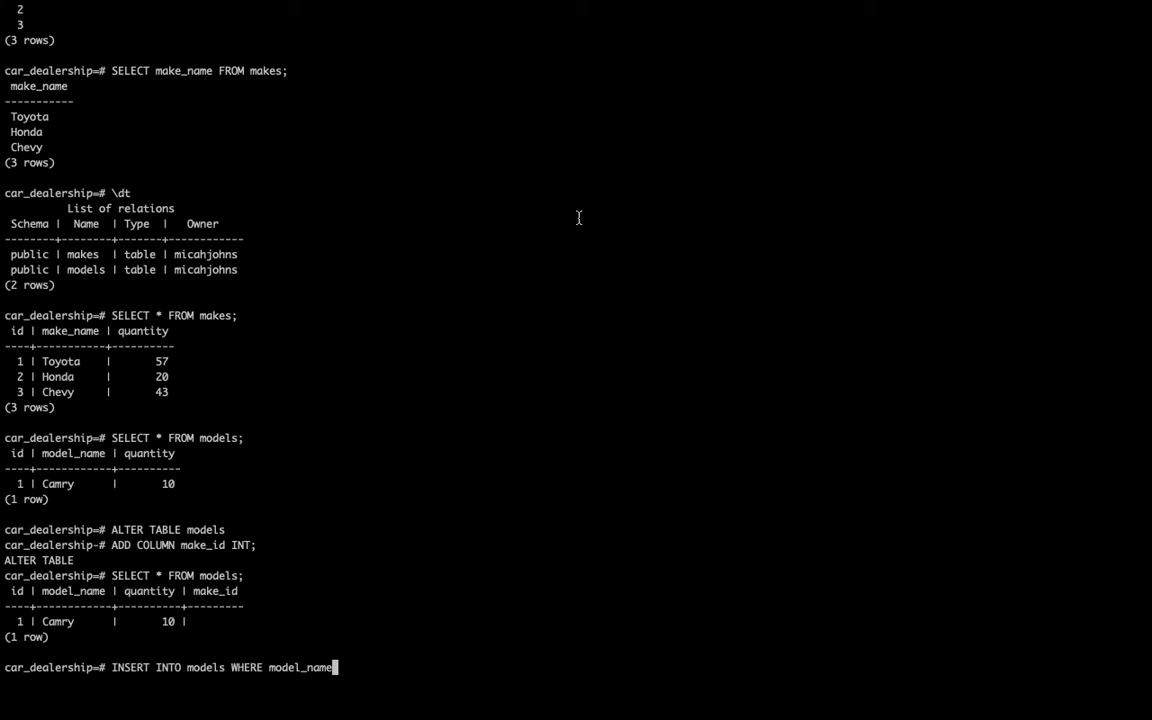 2
3
(3 rows)
car_dealership=# SELECT make_name FROM makes;
make_name
-----------
Toyota
Honda
Chevy
(3 rows)
car_dealership=# \dt
List of relations
Schema | Name | Type | Owner
--------+--------+-------+------------
public | makes | table | micahjohns
public | models | table | micahjohns
(2 rows)
car_dealership=# SELECT * FROM makes;
id | make_name | quantity
----+-----------+----------
1 | Toyota | 57
2 | Honda | 20
3 | Chevy | 43
(3 rows)
car_dealership=# SELECT * FROM models;
id | model_name | quantity
----+------------+----------
1 | Camry | 10
(1 row)
car_dealership=# ALTER TABLE models
car_dealership-# ADD COLUMN make_id INT;
ALTER TABLE
car_dealership=# SELECT * FROM models;
id | model_name | quantity | make_id
----+------------+----------+---------
1 | Camry | 10 |
(1 row)
car_dealership=# INSERT INTO models WHERE model_name